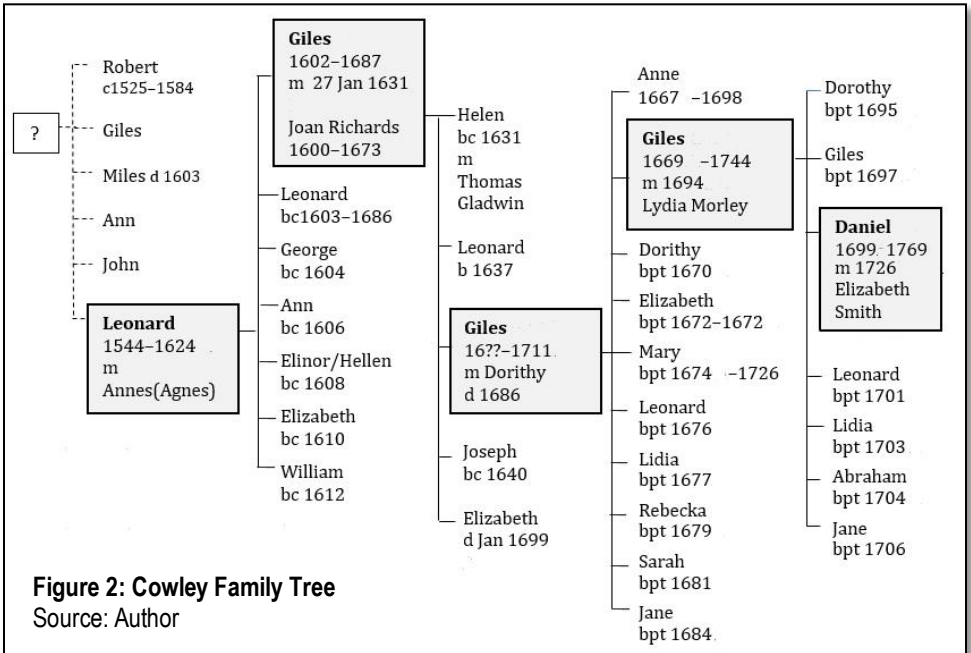 ?
Robert
c1525–1584
Giles
Miles d 1603
Ann
John
Leonard
1544–1624
m
Annes(Agnes)
Giles
1602–1687
m 27 Jan 1631
Joan Richards
1600–1673
Leonard
bc1603–1686
George
bc 1604
Ann
bc 1606
Elinor/Hellen
bc 1608
Elizabeth
bc 1610
William
bc 1612
Helen
bc 1631
m
Thomas
Gladwin
Leonard
b 1637
Giles
16??–1711
m Dorithy
d 1686
Joseph
bc 1640
Elizabeth
d Jan 1699
Anne
1667 –1698
Giles
1669 –1744
m 1694
Lydia Morley
Dorithy
bpt 1670
Elizabeth
bpt 1672–1672
Mary
bpt 1674 –1726
Leonard
bpt 1676
Lidia
bpt 1677
Rebecka
bpt 1679
Sarah
bpt 1681
Jane
bpt 1684
Dorothy
bpt 1695
Giles
bpt 1697
Daniel
1699- 1769
m 1726
Elizabeth
Smith
Leonard
bpt 1701
Lidia
bpt 1703
Abraham
bpt 1704
Jane
bpt 1706
Figure 2: Cowley Family Tree
Source: Author